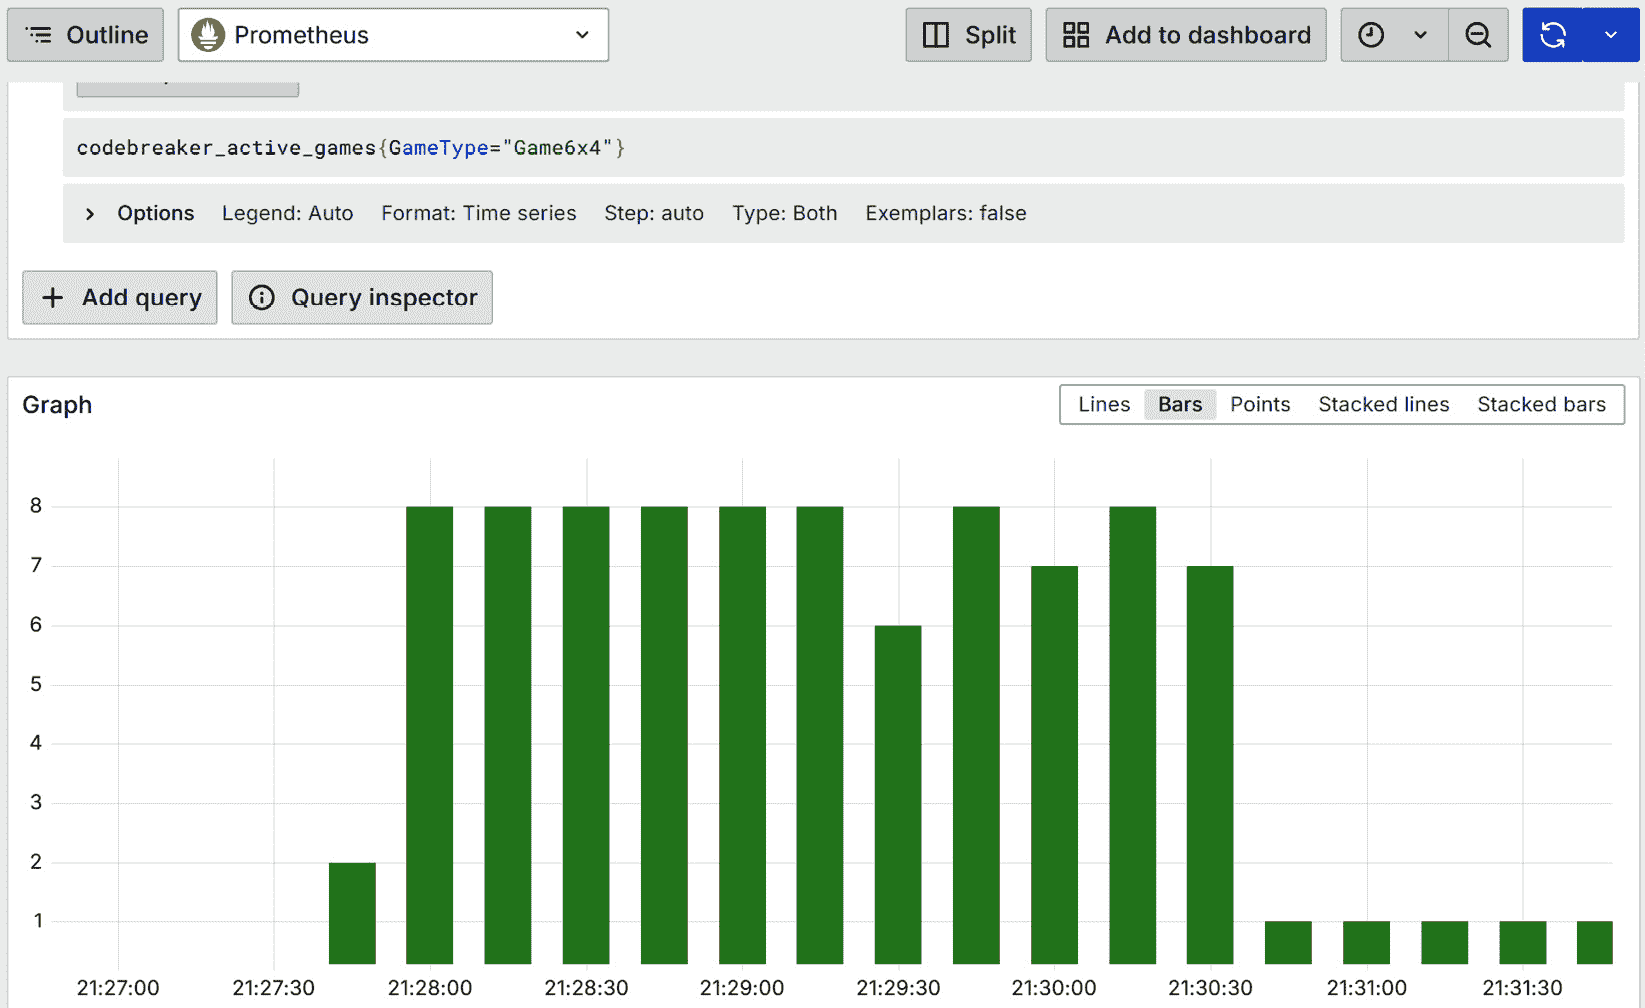 Outline Prometheus Split Add to dashboard
codebreaker_active_games{GameType="Game6x4"}
Options Legend: Auto Format: Time series Step: auto Type: Both Exemplars: false
Add query Query inspector
Graph Lines Bars Points Stacked lines Stacked bars
8
7
6
5
4
3
2
1
21:27:00 21:27:30 21:28:00 21:28:30 21:29:00 21:29:30 21:30:00 21:30:30 21:31:00 21:31:30